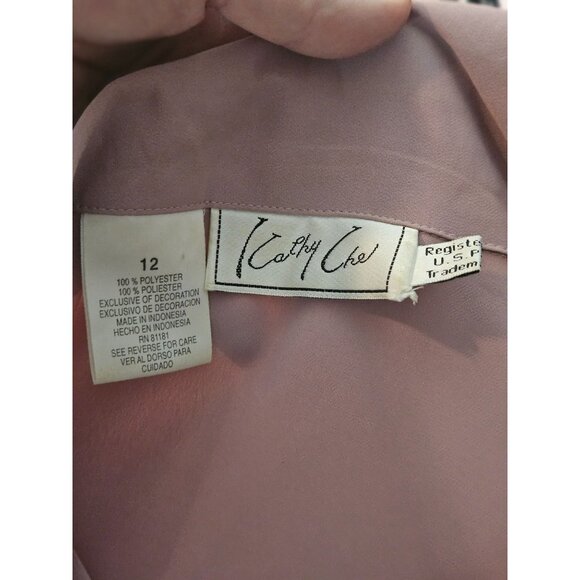 12
100% POLYESTER
100% POLIESTER
EXCLUSIVE OF DECORATION
EXCLUSIVO DE DECORACION
MADE IN INDONESIA
HECHO EN INDONESIA
RN 81181
SEE REVERSE FOR CARE
VER AL DORSO PARA
CUIDADO
Kathy Che
Registe
U.S.P
Tradem